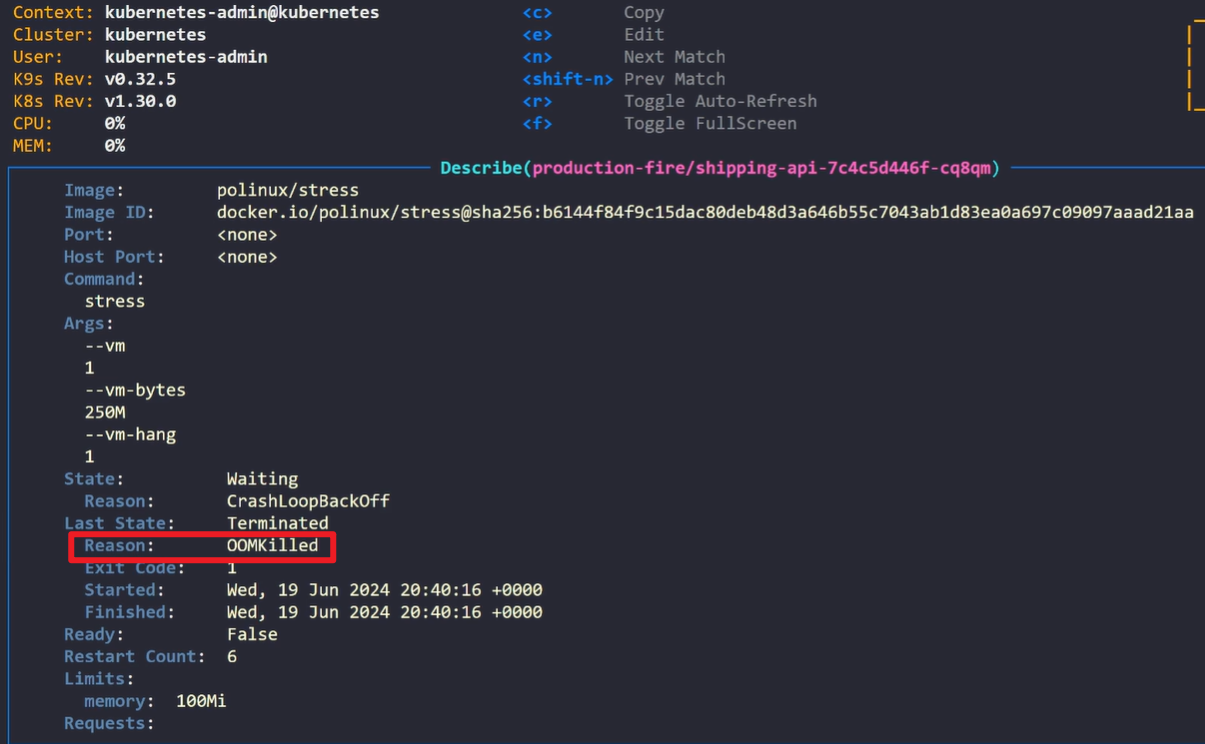 Context: kubernetes-admin@kubernetes <c> Copy
Cluster: kubernetes <e> Edit
User: kubernetes-admin <n> Next Match
K9s Rev: v0.32.5 <shift-n> Prev Match
K8s Rev: v1.30.0 <r> Toggle Auto-Refresh
CPU: 0% <f> Toggle FullScreen
MEM: 0%
Describe(production-fire/shipping-api-7c4c5d446f-cq8qm)
Image: polinux/stress
Image ID: docker.io/polinux/stress@sha256:b6144f84f9c15dac80deb48d3a646b55c7043ab1d83ea0a697c09097aaad21aa
Port: <none>
Host Port: <none>
Command:
stress
Args:
--vm
1
--vm-bytes
250M
--vm-hang
1
State: Waiting
Reason: CrashLoopBackOff
Last State: Terminated
Reason: OOMKilled
Exit Code: 1
Started: Wed, 19 Jun 2024 20:40:16 +0000
Finished: Wed, 19 Jun 2024 20:40:16 +0000
Ready: False
Restart Count: 6
Limits:
memory: 100Mi
Requests: